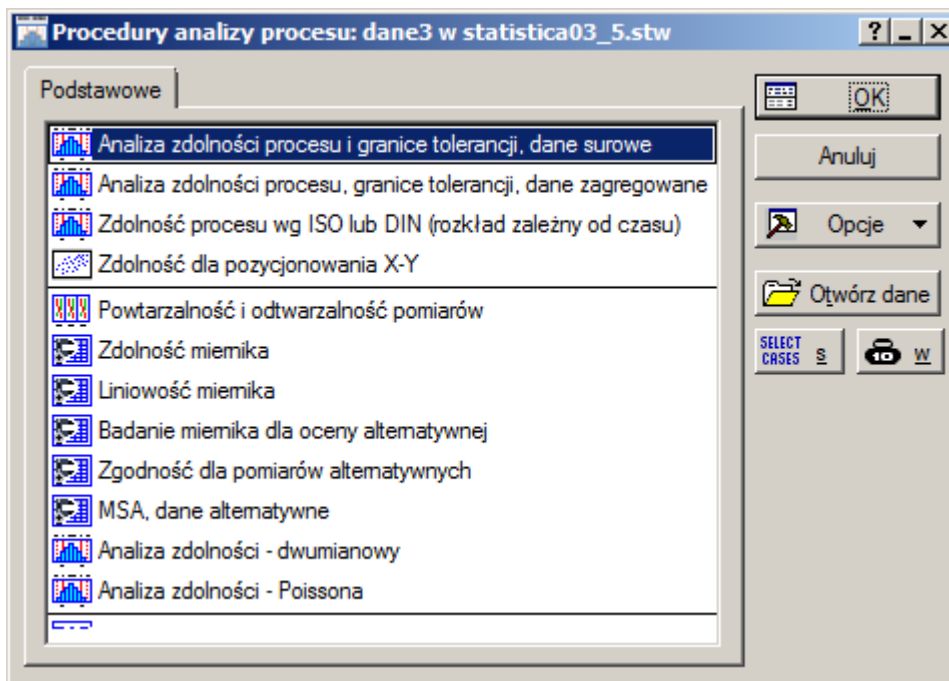 Procedury analizy procesu: dane3 w statistica03_5.stw
Podstawowe
Analiza zdolności procesu i granice tolerancji, dane surowe
Analiza zdolności procesu, granice tolerancji, dane zagregowane
Zdolność procesu wg ISO lub DIN (rozkład zależny od czasu)
Zdolność dla pozycjonowania X-Y
Powtarzalność i odtwarzalność pomiarów
Zdolność miernika
Liniowość miernika
Badanie miernika dla oceny alternatywnej
Zgodność dla pomiarów alternatywnych
MSA, dane alternatywne
Analiza zdolności - dwumianowy
Analiza zdolności - Poissona
OK
Anuluj
Opcje
Otwórz dane
SELECT CASES s
10 w